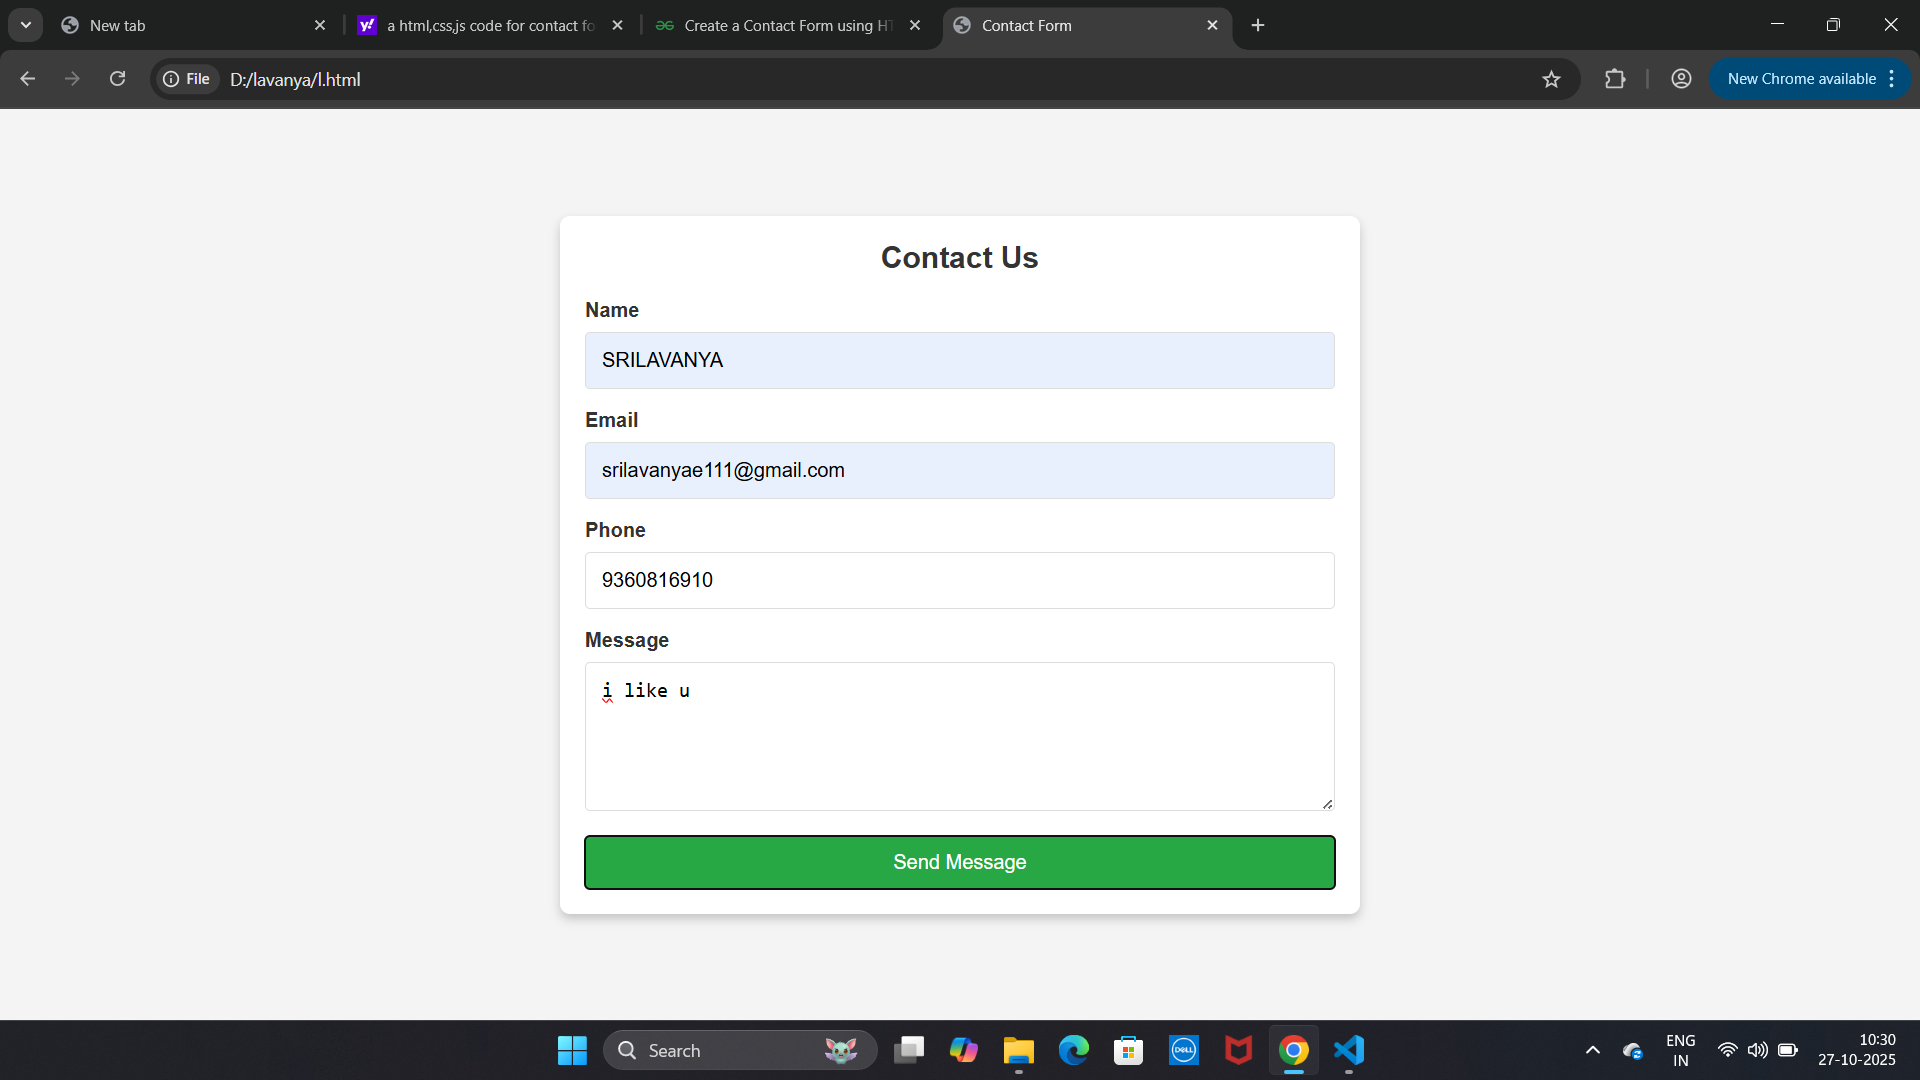 New tab
a html,css,js code for contact fo
Create a Contact Form using HT
Contact Form
File
D:/lavanya/l.html
New Chrome available
Contact Us
Name
SRILAVANYA
Email
srilavanyae111@gmail.com
Phone
9360816910
Message
i like u
Send Message
Search
DELL
ENG
IN
10:30
27-10-2025